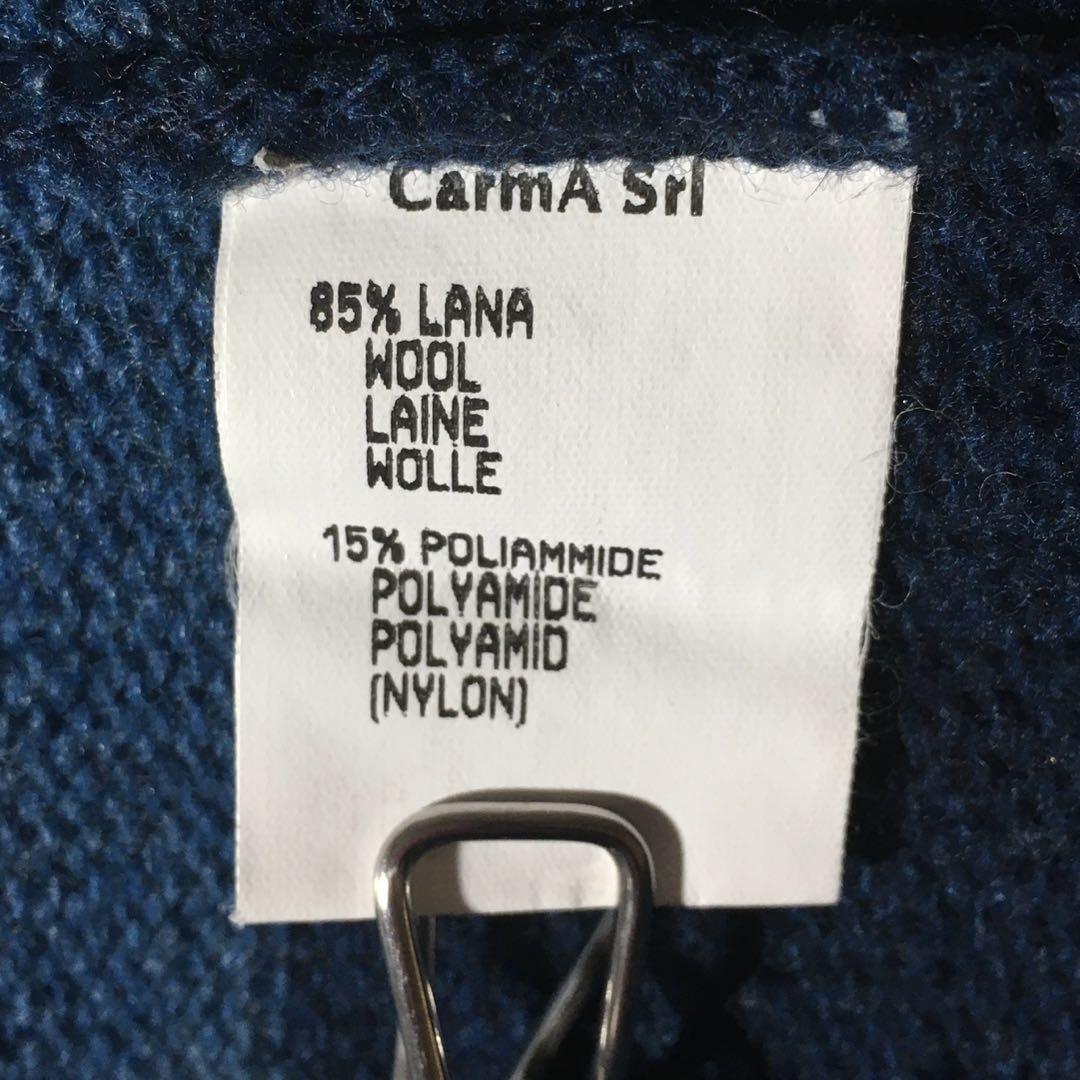 CarmA Srl
85% LANA
WOOL
LAINE
WOLLE
15% POLIAMMIDE
POLYAMIDE
POLYAMID
(NYLON)